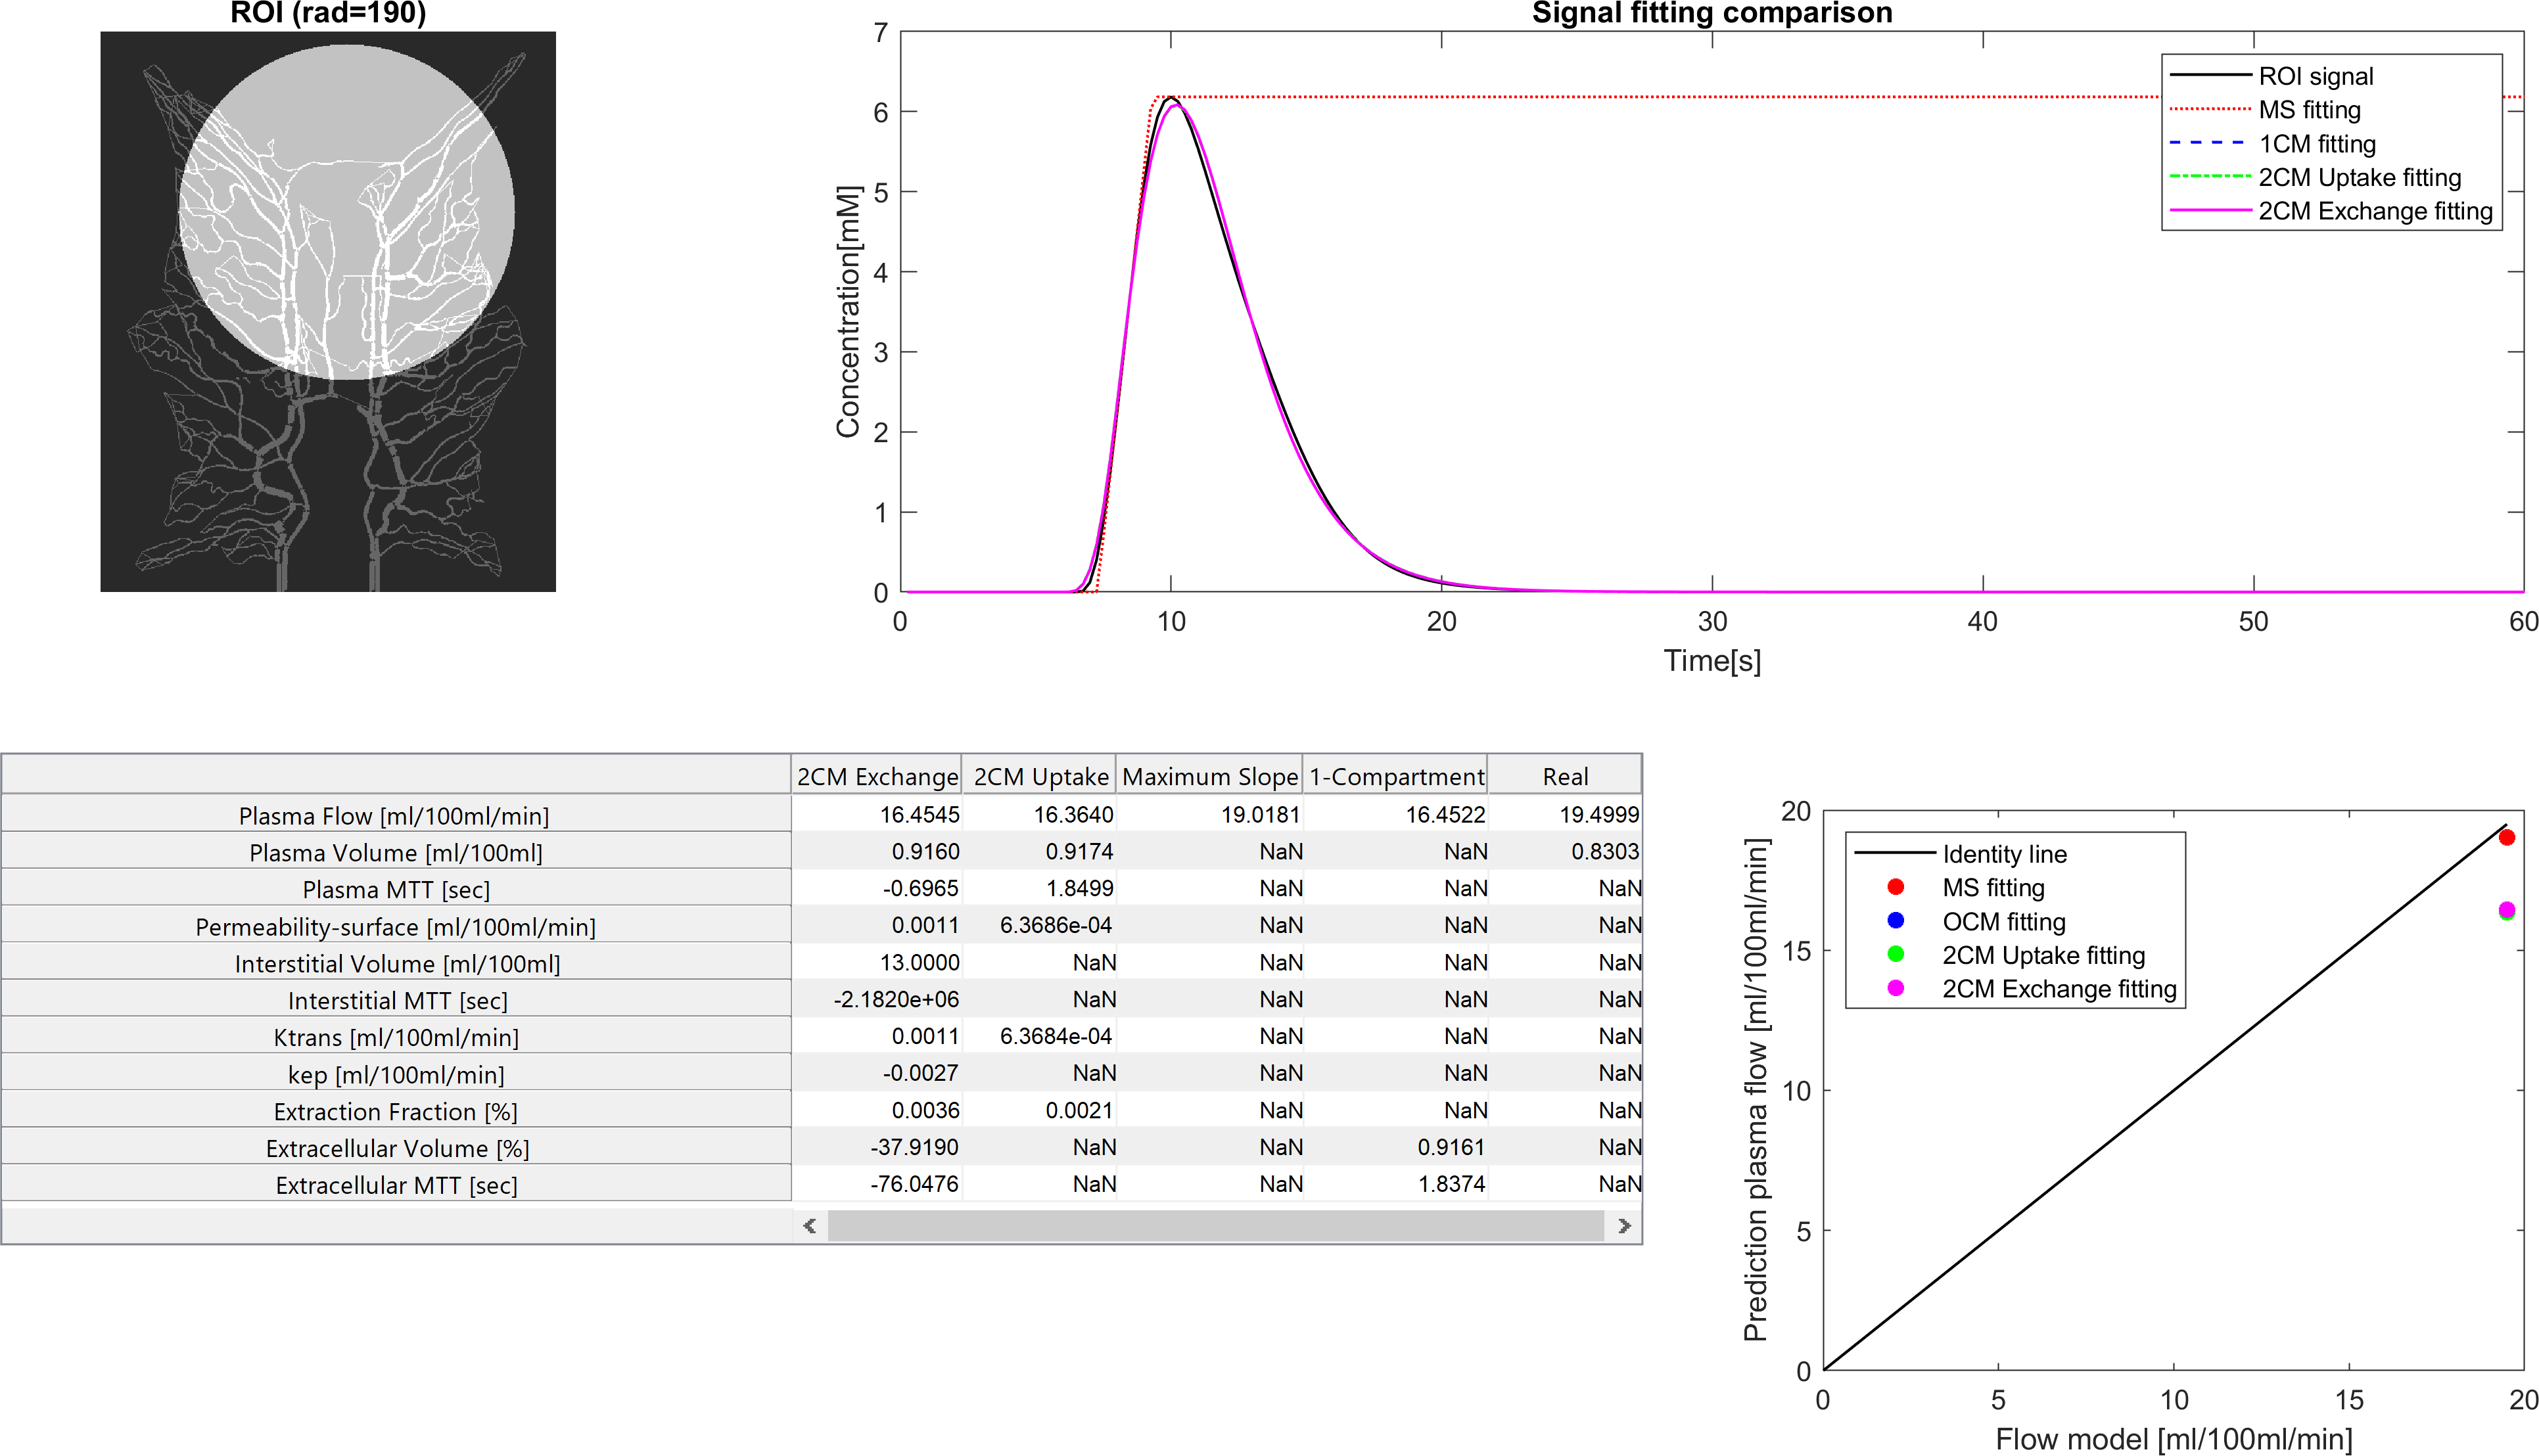 ROI (rad=190)
Signal fitting comparison
Concentration[mM]
7
6
5
4
3
2
1
0
0 10 20 30 40 50 60
Time[s]
ROI signal
MS fitting
1CM fitting
2CM Uptake fitting
2CM Exchange fitting
2CM Exchange 2CM Uptake Maximum Slope 1-Compartment Real
Plasma Flow [ml/100ml/min] 16.4545 16.3640 19.0181 16.4522 19.4999
Plasma Volume [ml/100ml] 0.9160 0.9174 NaN NaN 0.8303
Plasma MTT [sec] -0.6965 1.8499 NaN NaN NaN
Permeability-surface [ml/100ml/min] 0.0011 6.3686e-04 NaN NaN NaN
Interstitial Volume [ml/100ml] 13.0000 NaN NaN NaN NaN
Interstitial MTT [sec] -2.1820e+06 NaN NaN NaN NaN
Ktrans [ml/100ml/min] 0.0011 6.3684e-04 NaN NaN NaN
kep [ml/100ml/min] -0.0027 NaN NaN NaN NaN
Extraction Fraction [%] 0.0036 0.0021 NaN NaN NaN
Extracellular Volume [%] -37.9190 NaN NaN 0.9161 NaN
Extracellular MTT [sec] -76.0476 NaN NaN 1.8374 NaN
Prediction plasma flow [ml/100ml/min]
20
15
10
5
0
0 5 10 15 20
Flow model [ml/100ml/min]
Identity line
MS fitting
OCM fitting
2CM Uptake fitting
2CM Exchange fitting